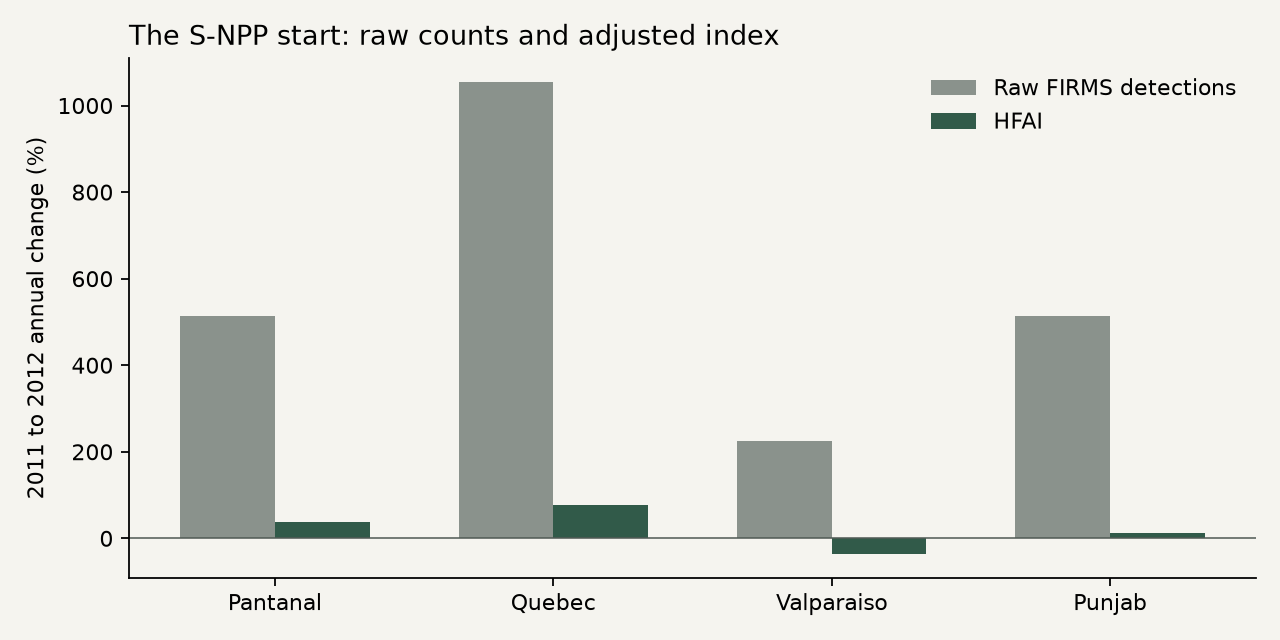 The S-NPP start: raw counts and adjusted index
Raw FIRMS detections
HFAI
2011 to 2012 annual change (%)
1000
800
600
400
200
0
Pantanal
Quebec
Valparaiso
Punjab